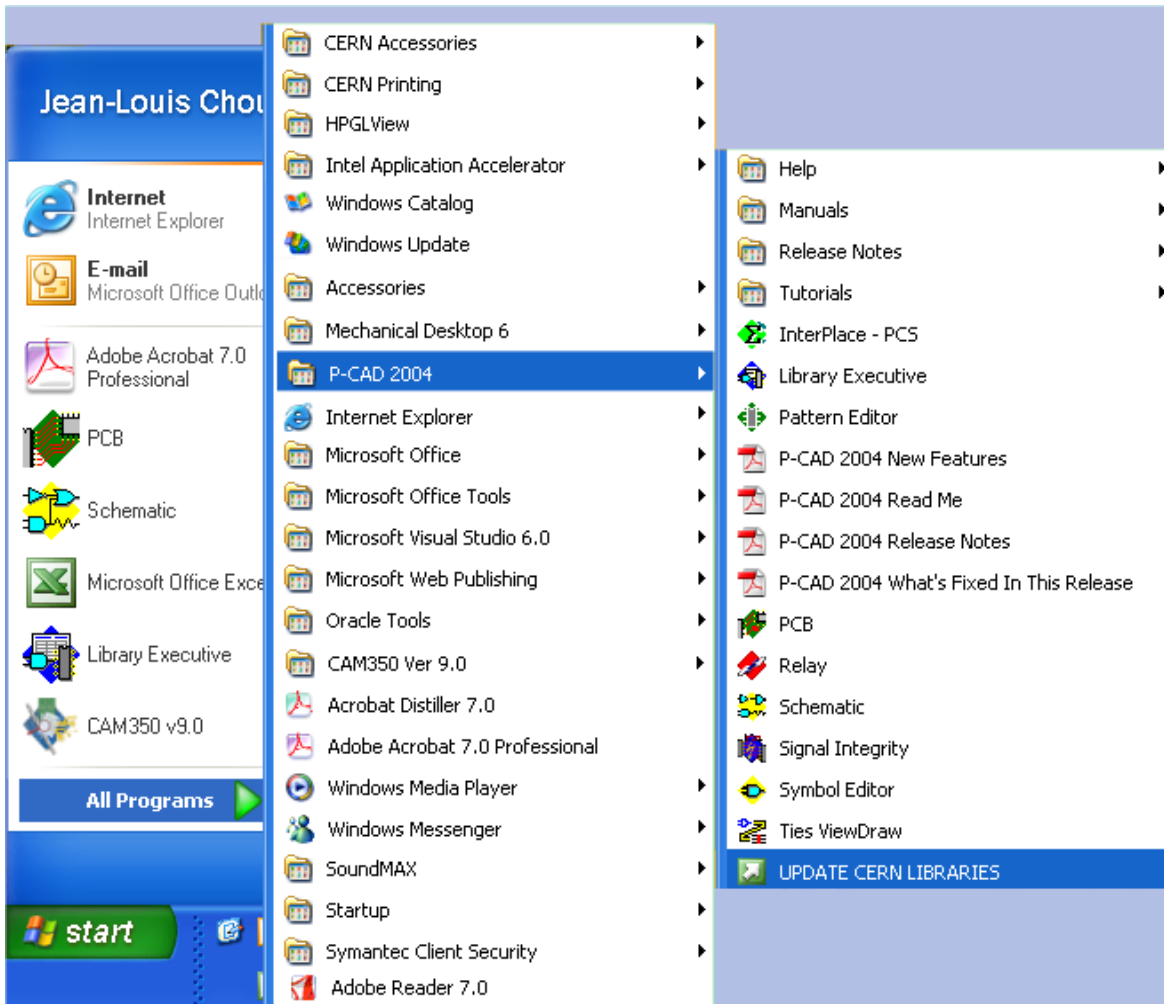 Jean-Louis Chou
Internet
Internet Explorer
E-mail
Microsoft Office Outlo
Adobe Acrobat 7.0
Professional
PCB
Schematic
Microsoft Office Exce
Library Executive
CAM350 v9.0
All Programs
start
CERN Accessories
CERN Printing
HPGLView
Intel Application Accelerator
Windows Catalog
Windows Update
Accessories
Mechanical Desktop 6
P-CAD 2004
Internet Explorer
Microsoft Office
Microsoft Office Tools
Microsoft Visual Studio 6.0
Microsoft Web Publishing
Oracle Tools
CAM350 Ver 9.0
Acrobat Distiller 7.0
Adobe Acrobat 7.0 Professional
Windows Media Player
Windows Messenger
SoundMAX
Startup
Symantec Client Security
Adobe Reader 7.0
Help
Manuals
Release Notes
Tutorials
InterPlace - PCS
Library Executive
Pattern Editor
P-CAD 2004 New Features
P-CAD 2004 Read Me
P-CAD 2004 Release Notes
P-CAD 2004 What's Fixed In This Release
PCB
Relay
Schematic
Signal Integrity
Symbol Editor
Ties ViewDraw
UPDATE CERN LIBRARIES